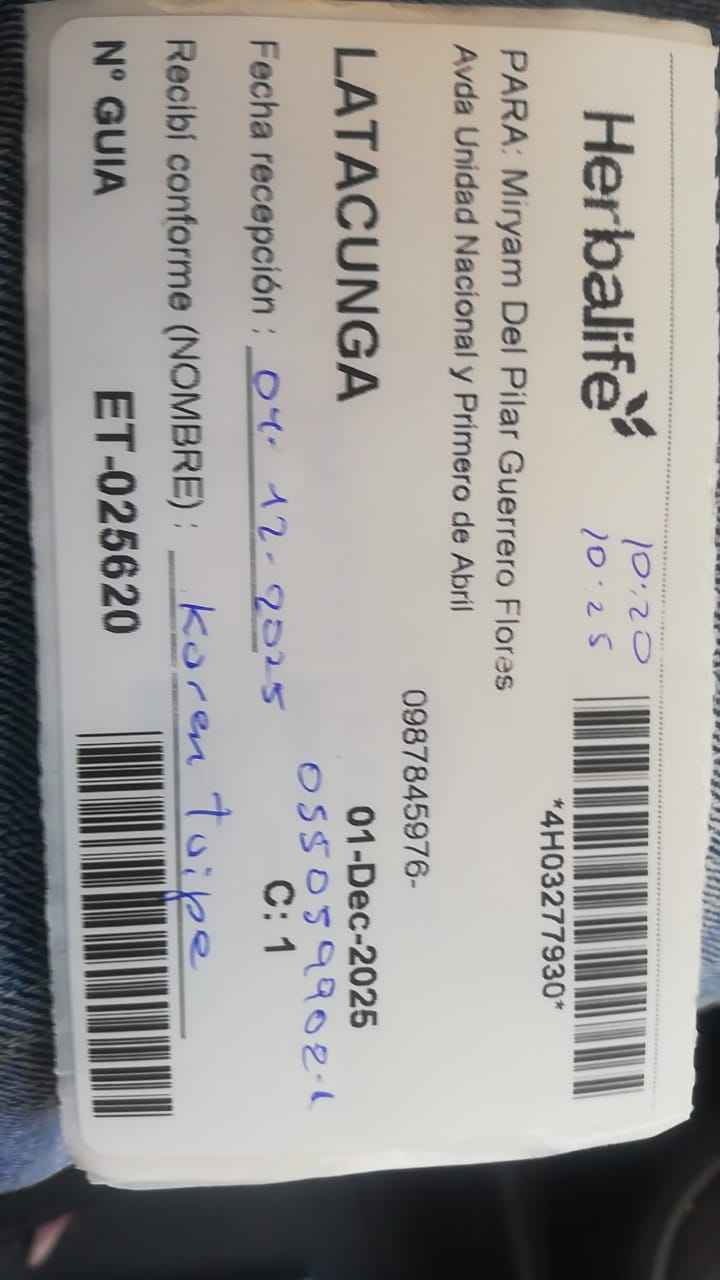 Herbalife
10:20
10:25
*4H03277930*
PARA: Miryam Del Pilar Guerrero Flores
Avda Unidad Nacional y Primero de Abril
0987845976-
LATACUNGA
01-Dec-2025
C: 1
Fecha recepción : 04. 12-2025
Recibí conforme (NOMBRE) : Karen Tuipe
Nº GUIA
ET-025620